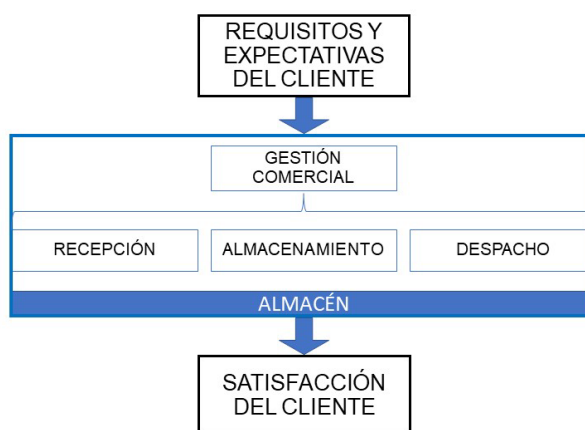 REQUISITOS Y
EXPECTATIVAS
DEL CLIENTE
GESTIÓN
COMERCIAL
RECEPCIÓN
ALMACENAMIENTO
DESPACHO
ALMACÉN
SATISFACCIÓN
DEL CLIENTE